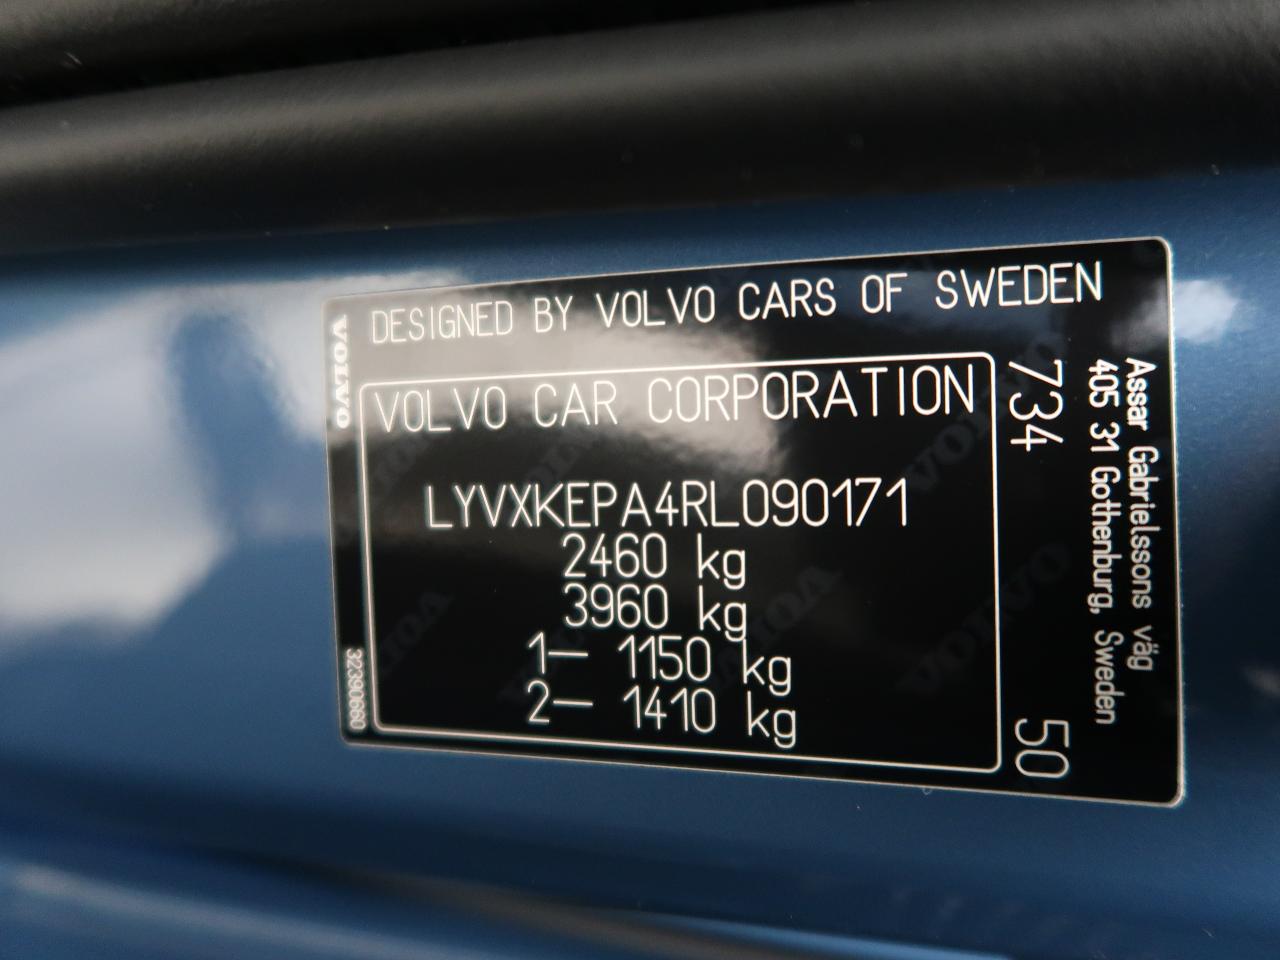 DESIGNED BY VOLVO CARS OF SWEDEN
VOLVO
VOLVO CAR CORPORATION
LYVXKEPA4RL090171
2460 kg
3960 kg
1— 1150 kg
2— 1410 kg
32390660
734
50
Assar Gabrielssons väg
405 31 Gothenburg, Sweden